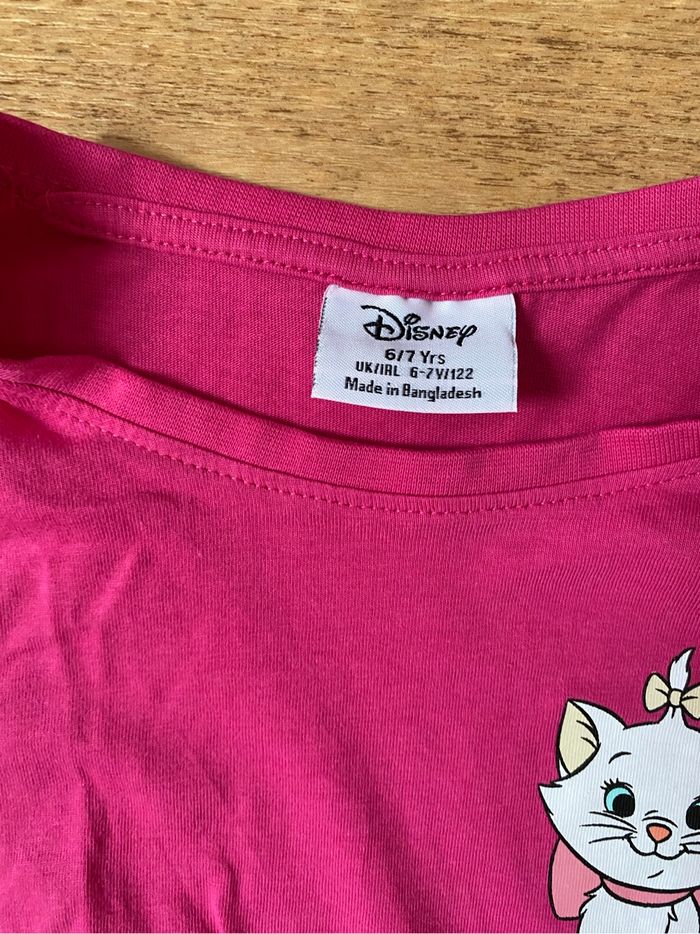 Disney
6/7 Yrs
UK/IRL 6-7Y/122
Made in Bangladesh